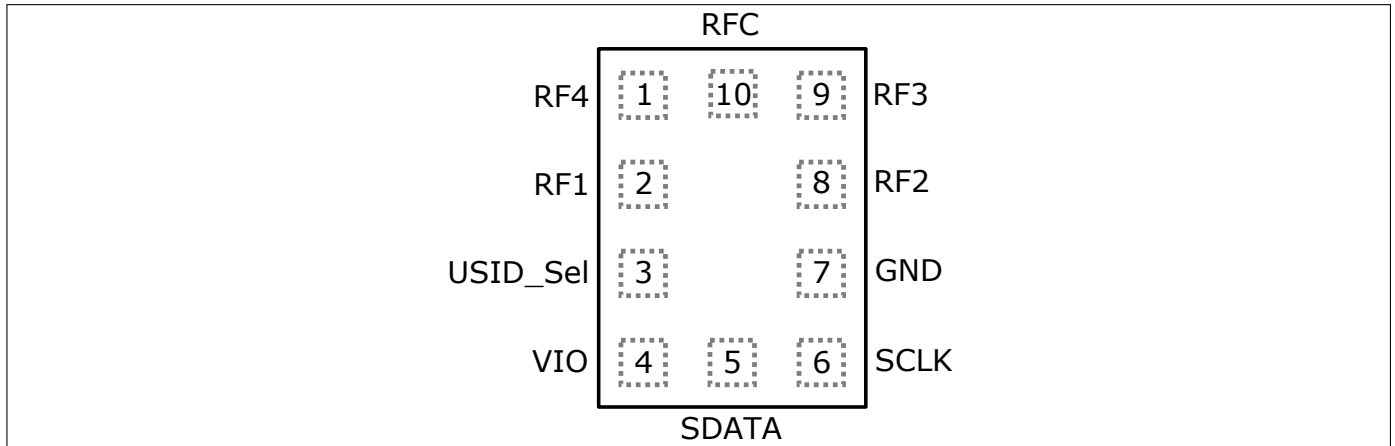 RFC
RF4 1 10 9 RF3
RF1 2 8 RF2
USID_Sel 3 7 GND
VIO 4 5 6 SCLK
SDATA